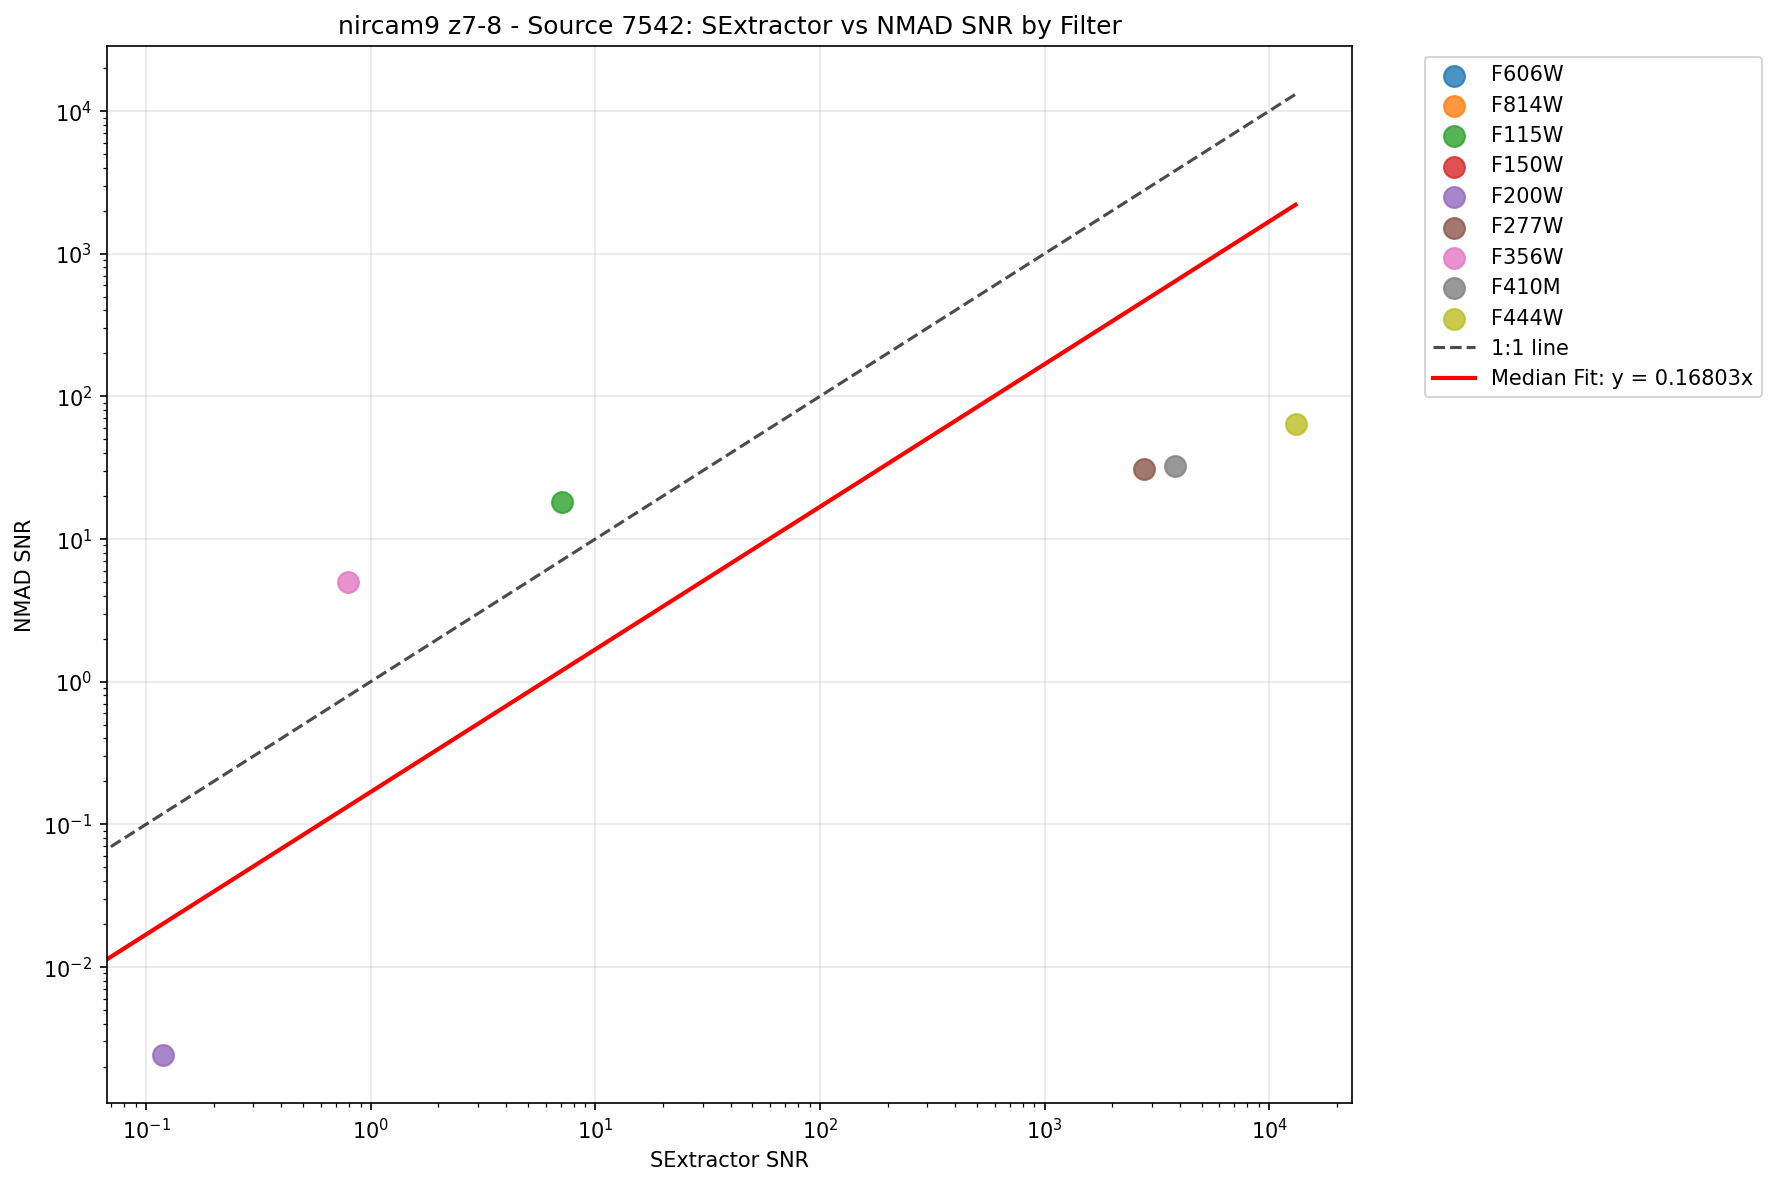 nircam9 z7-8 - Source 7542: SExtractor vs NMAD SNR by Filter
F606W
F814W
F115W
F150W
F200W
F277W
F356W
F410M
F444W
1:1 line
Median Fit: y = 0.16803x
NMAD SNR
10⁴
10³
10²
10¹
10⁰
10⁻¹
10⁻²
10⁻¹ 10⁰ 10¹ 10² 10³ 10⁴
SExtractor SNR